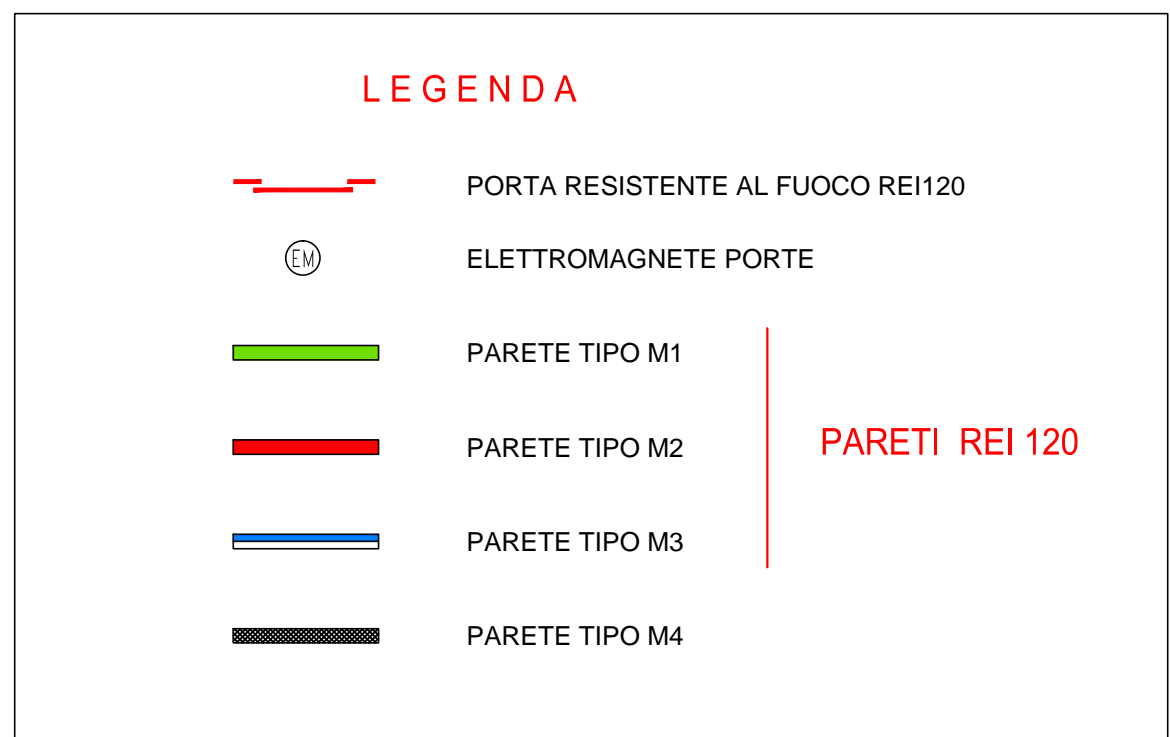 LEGENDA
PORTA RESISTENTE AL FUOCO REI120
EM
ELETTROMAGNETE PORTE
PARETE TIPO M1
PARETE TIPO M2
PARETI REI 120
PARETE TIPO M3
PARETE TIPO M4